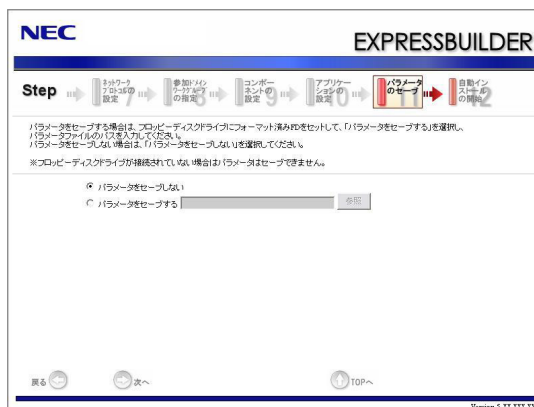 NEC
EXPRESSBUILDER
Step
ネットワーク
プロトコルの
設定 7
参加ドメイン
ワークグループ
の指定 8
コンポー
ネントの
設定 9
アプリケー
ションの
設定 10
パラメータ
のセーブ 11
自動イン
ストール
の開始 12
パラメータをセーブする場合は、フロッピーディスクドライブにフォーマット済みFDをセットして、「パラメータをセーブする」を選択し、
パラメータファイルのパスを入力してください。
パラメータをセーブしない場合は、「パラメータをセーブしない」を選択してください。
※フロッピーディスクドライブが接続されていない場合はパラメータはセーブできません。
パラメータをセーブしない
パラメータをセーブする 参照
戻る
次へ
TOPへ